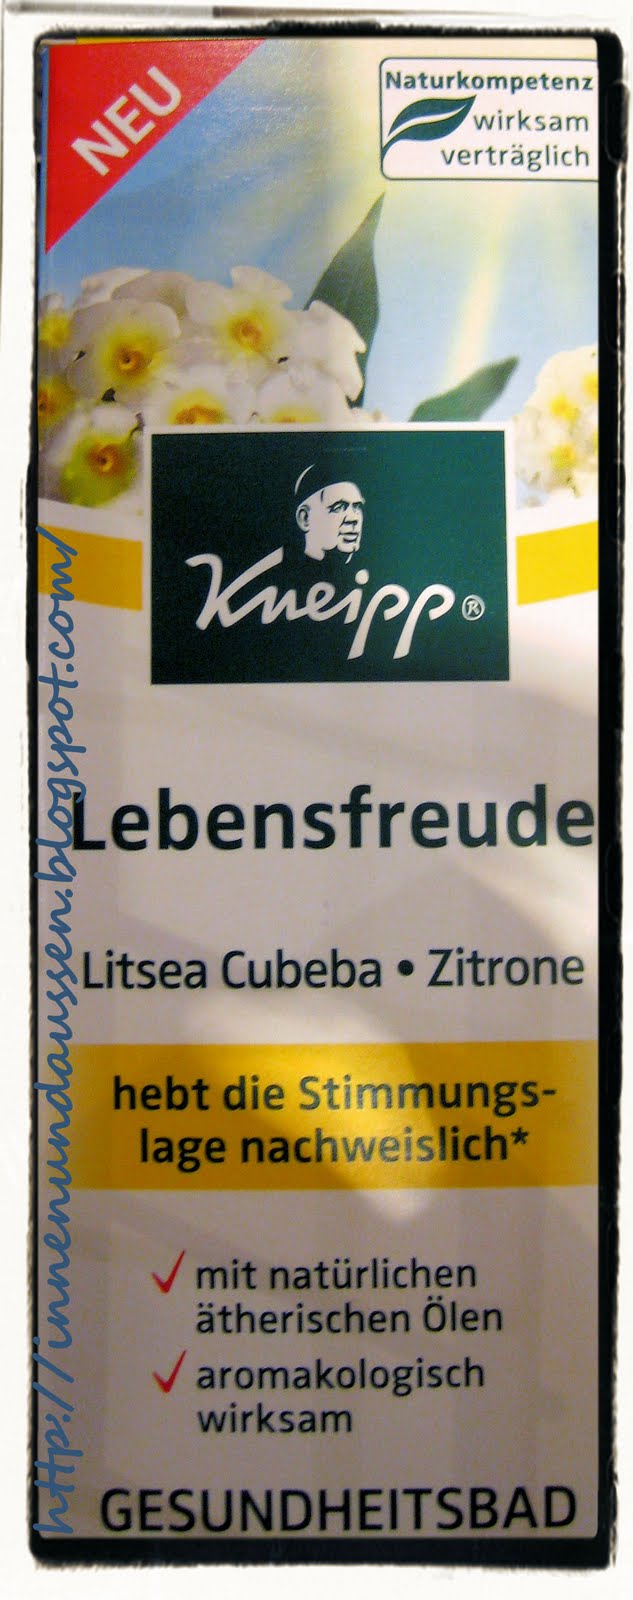 NEU
Naturkompetenz
wirksam
verträglich
Kneipp®
Lebensfreude
Litsea Cubeba • Zitrone
hebt die Stimmungs-
lage nachweislich*
✓ mit natürlichen
ätherischen Ölen
✓ aromakologisch
wirksam
GESUNDHEITSBAD
http://innenundaussen.blogspot.com/